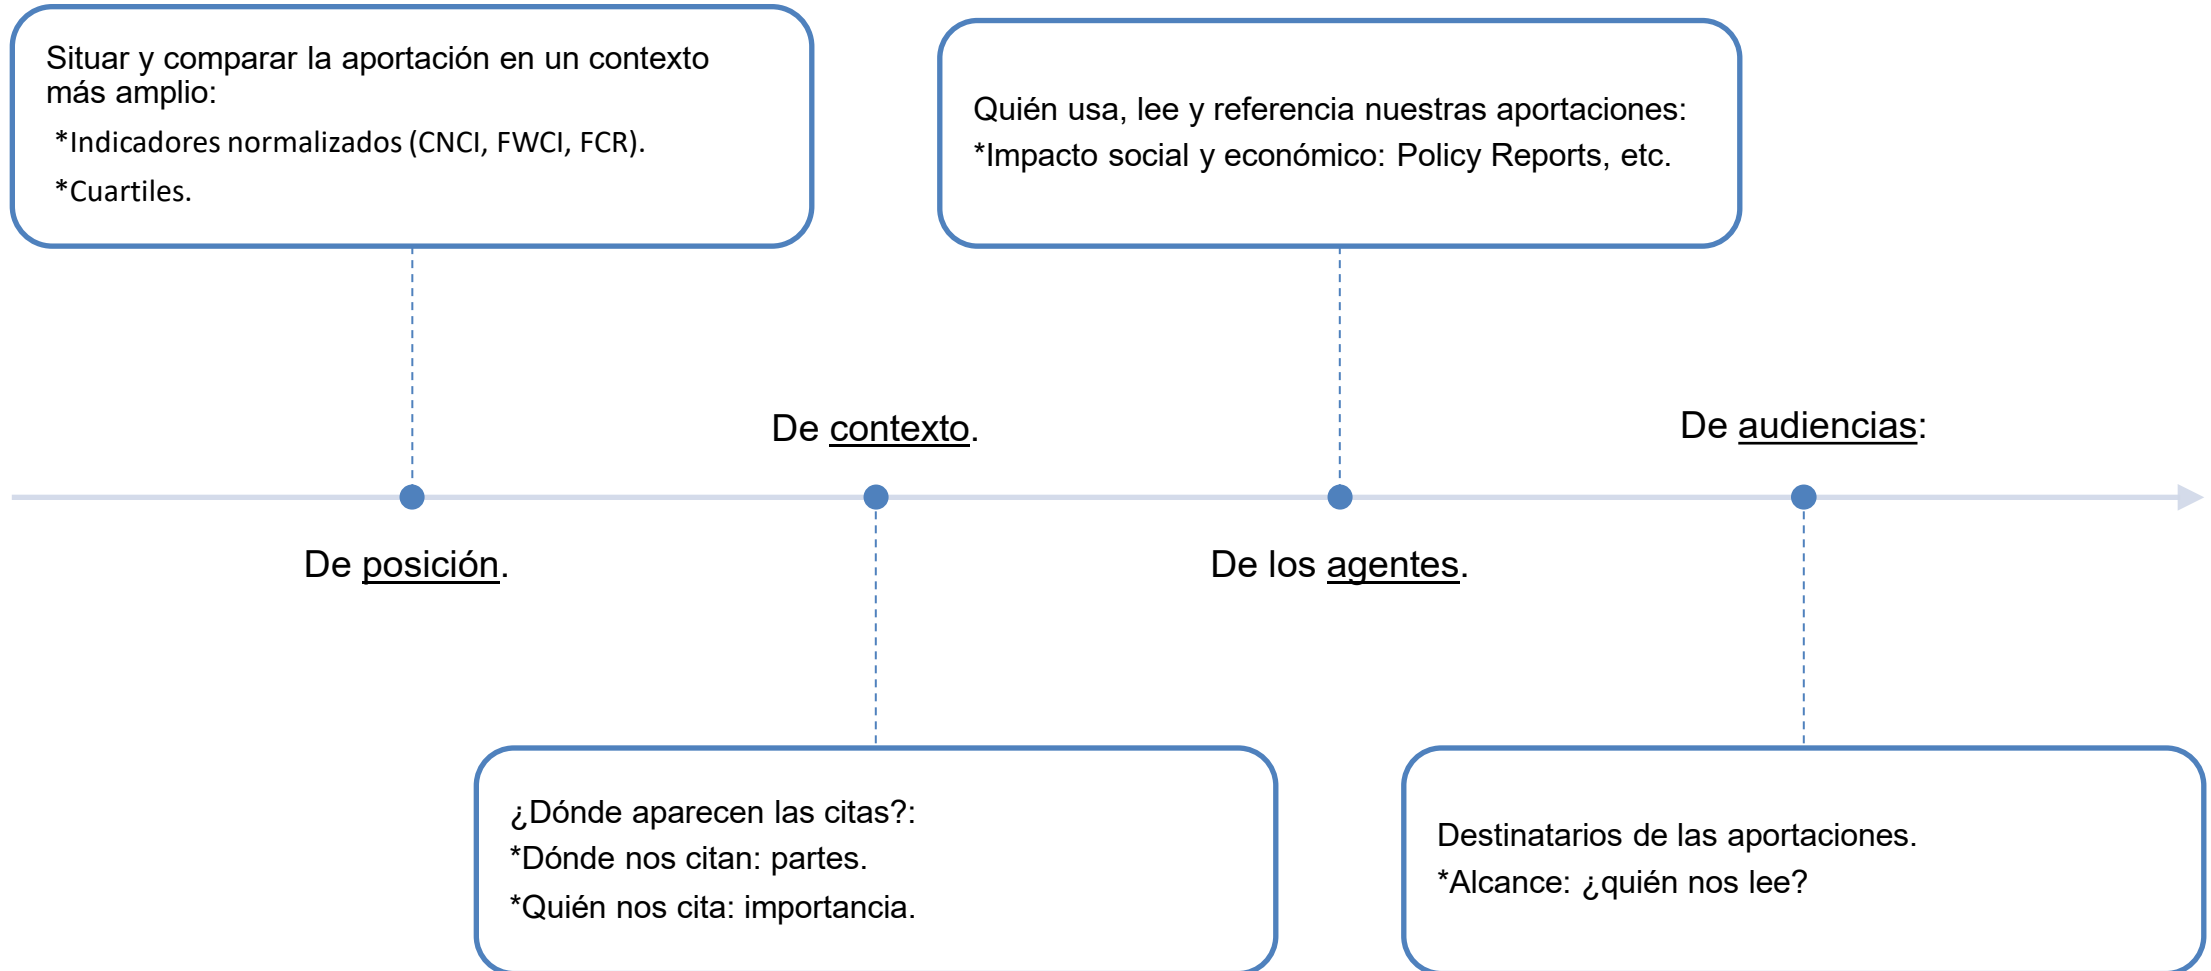 Situar y comparar la aportación en un contexto
más amplio:
*Indicadores normalizados (CNCI, FWCI, FCR).
*Cuartiles.
Quién usa, lee y referencia nuestras aportaciones:
*Impacto social y económico: Policy Reports, etc.
De contexto.
De audiencias:
De posición.
De los agentes.
¿Dónde aparecen las citas?:
*Dónde nos citan: partes.
*Quién nos cita: importancia.
Destinatarios de las aportaciones.
*Alcance: ¿quién nos lee?